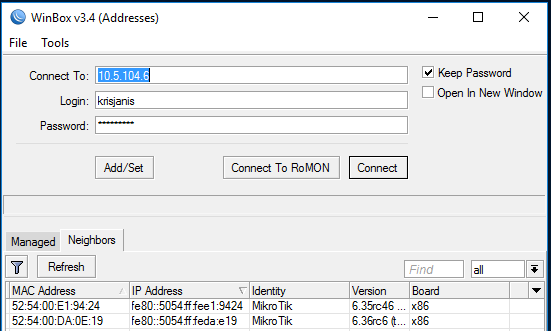 WinBox v3.4 (Addresses)
File Tools
Connect To: 10.5.104.6 Keep Password
Login: krisjanis Open In New Window
Password: *********
Add/Set Connect To RoMON Connect
Managed Neighbors
Refresh Find all
MAC Address IP Address Identity Version Board
52:54:00:E1:94:24 fe80::5054:ff:fee1:9424 MikroTik 6.35rc46 ... x86
52:54:00:DA:0E:19 fe80::5054:ff:feda:e19 MikroTik 6.36rc6 (t... x86